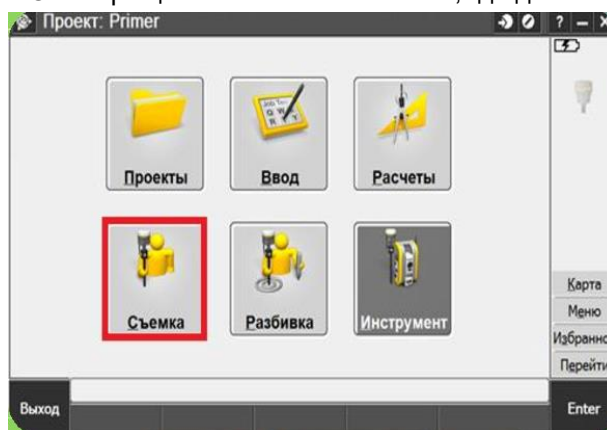 Проект: Primer
? – X
Проекты
Ввод
Расчеты
Съемка
Разбивка
Инструмент
Карта
Меню
Избранно
Перейти
Выход
Enter